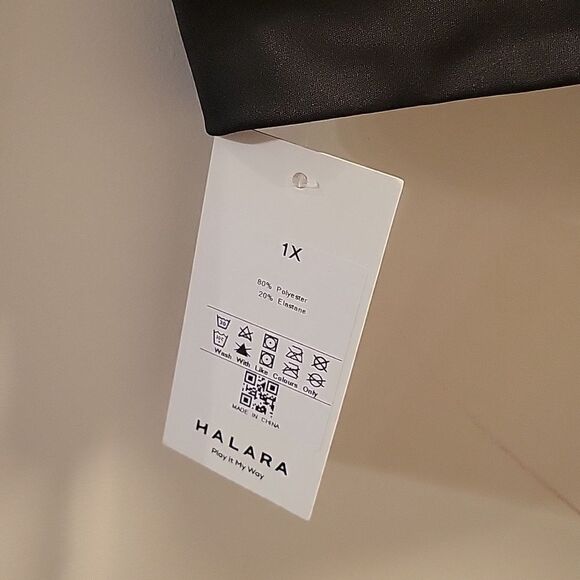 1X
80% Polyester
20% Elastane
Wash With Like Colours Only
MADE IN CHINA
HALARA
Play It My Way